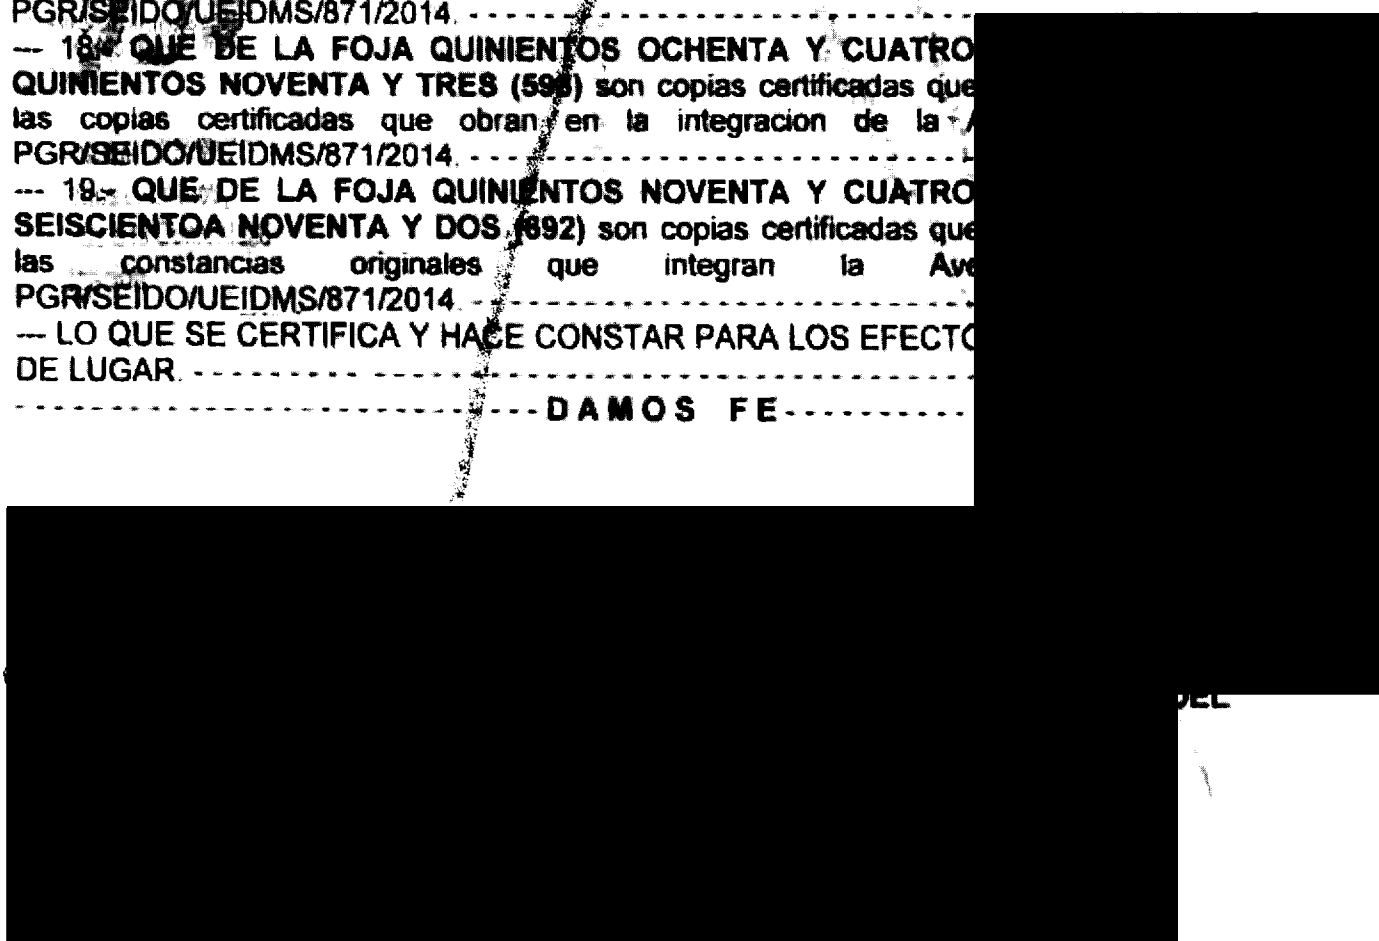 PGR/SEIDO/UEIDMS/871/2014. - - - - - - - - - - - - - - - - - - - - - - - - - - - - -
--- 18.- QUE DE LA FOJA QUINIENTOS OCHENTA Y CUATRO
QUINIENTOS NOVENTA Y TRES (593) son copias certificadas que
las copias certificadas que obran en la integracion de la
PGR/SEIDO/UEIDMS/871/2014. - - - - - - - - - - - - - - - - - - - - - - - - - - - - -
--- 19.- QUE DE LA FOJA QUINIENTOS NOVENTA Y CUATRO
SEISCIENTOA NOVENTA Y DOS (692) son copias certificadas que
las constancias originales que integran la Ave
PGR/SEIDO/UEIDMS/871/2014. - - - - - - - - - - - - - - - - - - - - - - - - - - - - -
--- LO QUE SE CERTIFICA Y HACE CONSTAR PARA LOS EFECTO
DE LUGAR. - - - - - - - - - - - - - - - - - - - - - - - - - - - - - - - - - - - - - - - - - - -
- - - - - - - - - - - - - - - - - - - - - - - - - - - - - D A M O S  F E - - - - - - - - - -